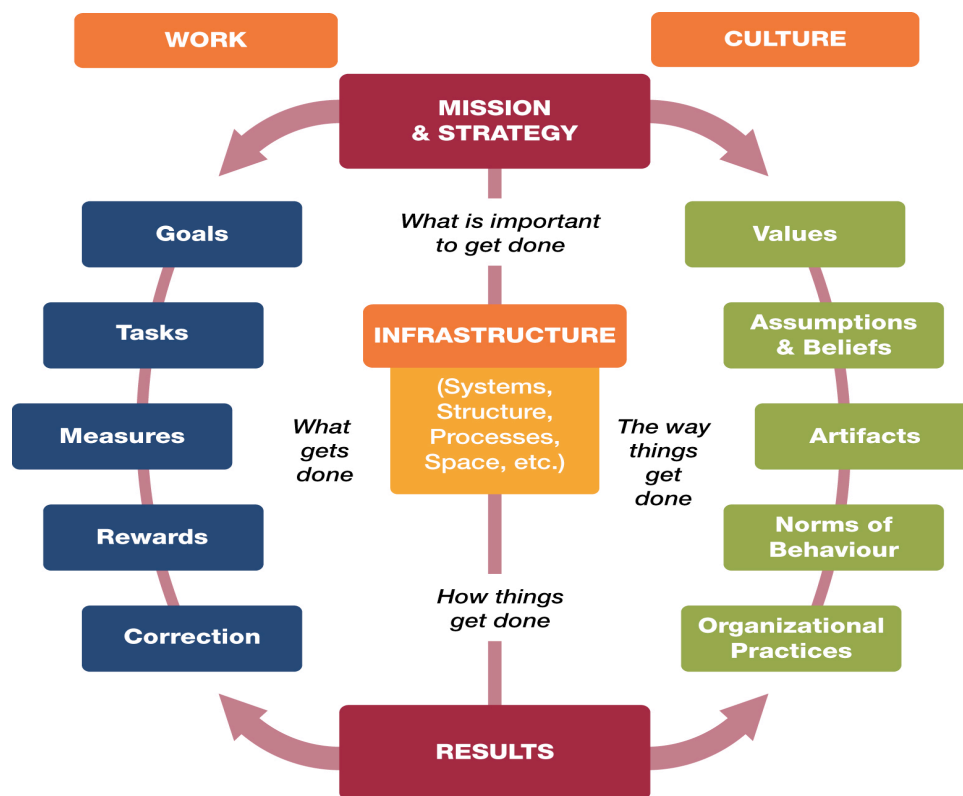 WORK
CULTURE
MISSION
& STRATEGY
What is important
to get done
Goals
Tasks
Measures
Rewards
Correction
What
gets
done
INFRASTRUCTURE
(Systems,
Structure,
Processes,
Space, etc.)
The way
things
get
done
How things
get done
Values
Assumptions
& Beliefs
Artifacts
Norms of
Behaviour
Organizational
Practices
RESULTS